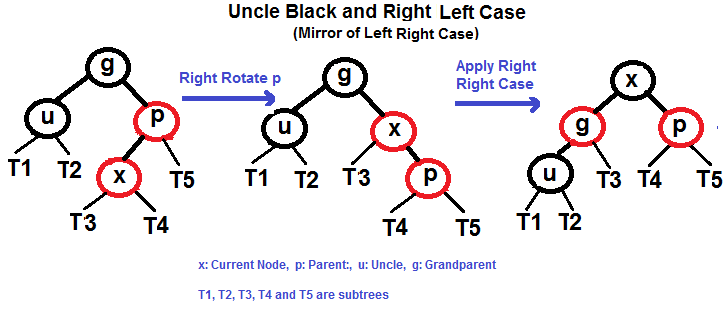 Uncle Black and Right Left Case
(Mirror of Left Right Case)
Right Rotate p
Apply Right
Right Case
g
u
p
T1
T2
x
T5
T3
T4
g
u
x
T1
T2
T3
p
T4
T5
x
g
p
u
T3
T4
T5
T1
T2
x: Current Node, p: Parent:, u: Uncle, g: Grandparent
T1, T2, T3, T4 and T5 are subtrees